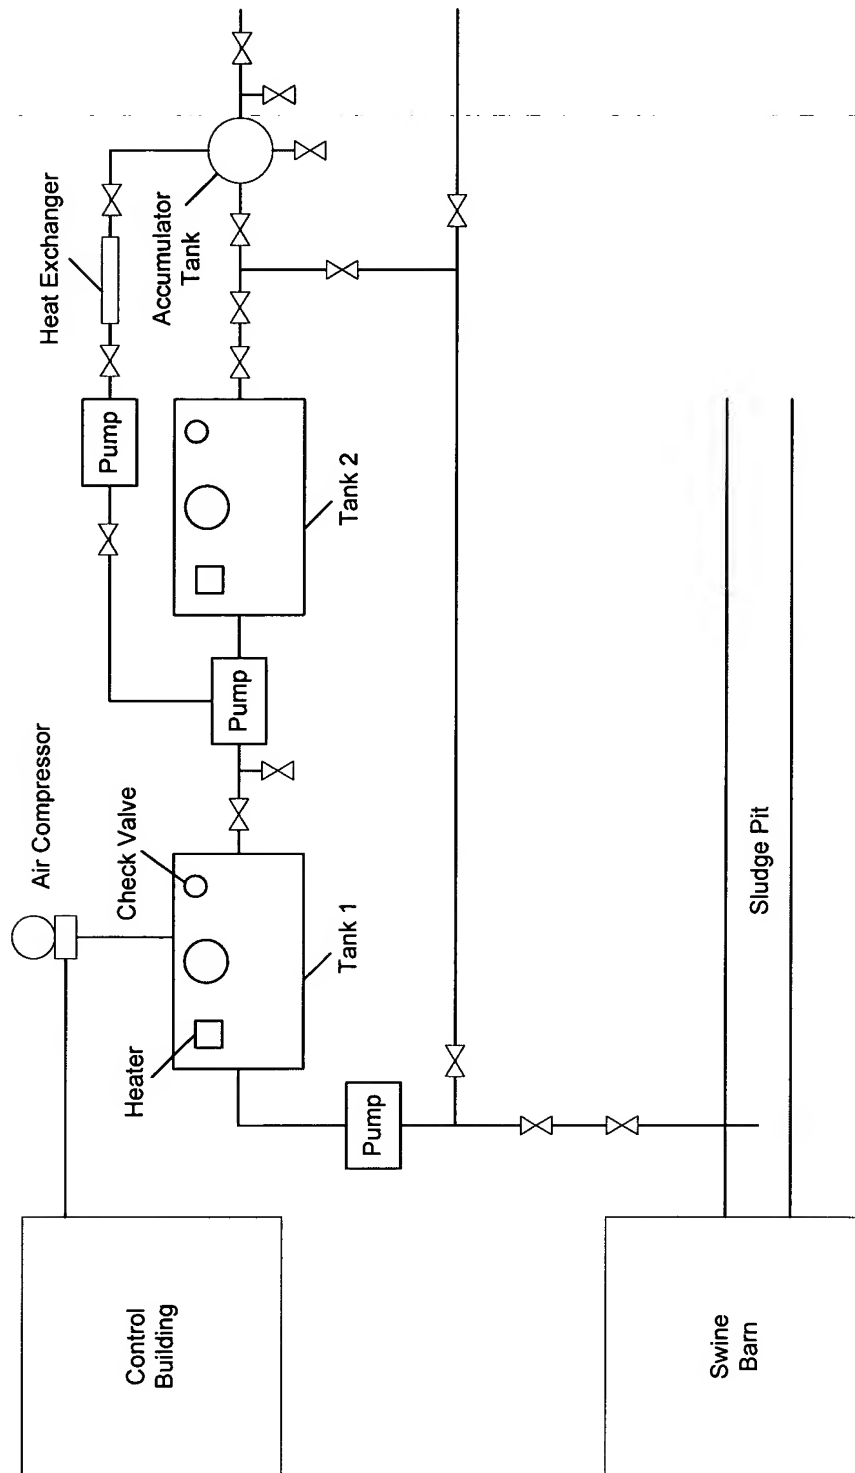 Air Compressor
Heat Exchanger
Pump
Accumulator
Tank
Check Valve
Heater
Pump
Tank 1
Tank 2
Pump
Control
Building
Swine
Barn
Sludge Pit